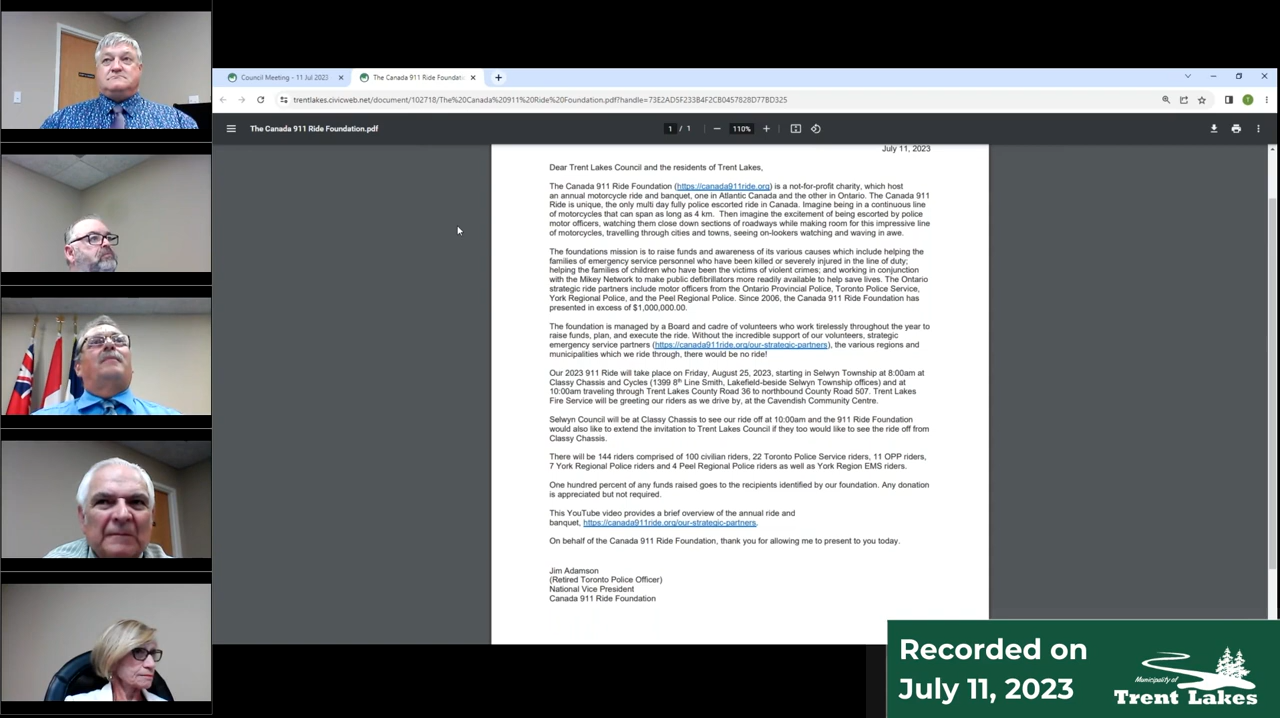 Council Meeting - 11 Jul 2023
The Canada 911 Ride Foundati
trentlakes.civicweb.net/document/102718/The%20Canada%20911%20Ride%20Foundation.pdf?handle=73E2AD5F233B4F2CB0457828D77BD325
The Canada 911 Ride Foundation.pdf
1 / 1
110%
July 11, 2023
Dear Trent Lakes Council and the residents of Trent Lakes,
The Canada 911 Ride Foundation (https://canada911ride.org) is a not-for-profit charity, which host
an annual motorcycle ride and banquet, one in Atlantic Canada and the other in Ontario. The Canada 911
Ride is unique, the only multi day fully police escorted ride in Canada. Imagine being in a continuous line
of motorcycles that can span as long as 4 km. Then imagine the excitement of being escorted by police
motor officers, watching them close down sections of roadways while making room for this impressive line
of motorcycles, travelling through cities and towns, seeing on-lookers watching and waving in awe.
The foundations mission is to raise funds and awareness of its various causes which include helping the
families of emergency service personnel who have been killed or severely injured in the line of duty;
helping the families of children who have been the victims of violent crimes; and working in conjunction
with the Mikey Network to make public defibrillators more readily available to help save lives. The Ontario
strategic ride partners include motor officers from the Ontario Provincial Police, Toronto Police Service,
York Regional Police, and the Peel Regional Police. Since 2006, the Canada 911 Ride Foundation has
presented in excess of $1,000,000.00.
The foundation is managed by a Board and cadre of volunteers who work tirelessly throughout the year to
raise funds, plan, and execute the ride. Without the incredible support of our volunteers, strategic
emergency service partners (https://canada911ride.org/our-strategic-partners), the various regions and
municipalities which we ride through, there would be no ride!
Our 2023 911 Ride will take place on Friday, August 25, 2023, starting in Selwyn Township at 8:00am at
Classy Chassis and Cycles (1399 8th Line Smith, Lakefield-beside Selwyn Township offices) and at
10:00am traveling through Trent Lakes County Road 36 to northbound County Road 507. Trent Lakes
Fire Service will be greeting our riders as we drive by, at the Cavendish Community Centre.
Selwyn Council will be at Classy Chassis to see our ride off at 10:00am and the 911 Ride Foundation
would also like to extend the invitation to Trent Lakes Council if they too would like to see the ride off from
Classy Chassis.
There will be 144 riders comprised of 100 civilian riders, 22 Toronto Police Service riders, 11 OPP riders,
7 York Regional Police riders and 4 Peel Regional Police riders as well as York Region EMS riders.
One hundred percent of any funds raised goes to the recipients identified by our foundation. Any donation
is appreciated but not required.
This YouTube video provides a brief overview of the annual ride and
banquet, https://canada911ride.org/our-strategic-partners.
On behalf of the Canada 911 Ride Foundation, thank you for allowing me to present to you today.
Jim Adamson
(Retired Toronto Police Officer)
National Vice President
Canada 911 Ride Foundation
Recorded on
July 11, 2023
Municipality of
Trent Lakes